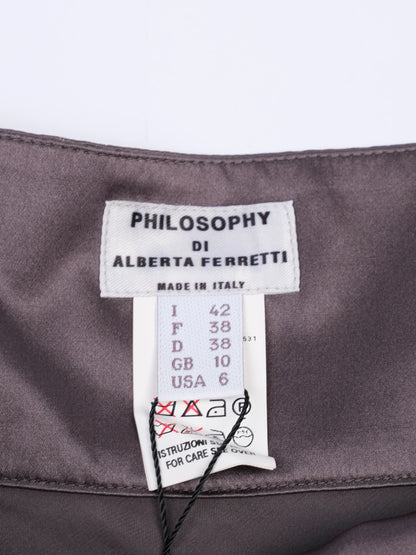 PHILOSOPHY
DI
ALBERTA FERRETTI
MADE IN ITALY
I 42
F 38
D 38
GB 10
USA 6
531
P
ISTRUZIONI
FOR CARE SEE OVER